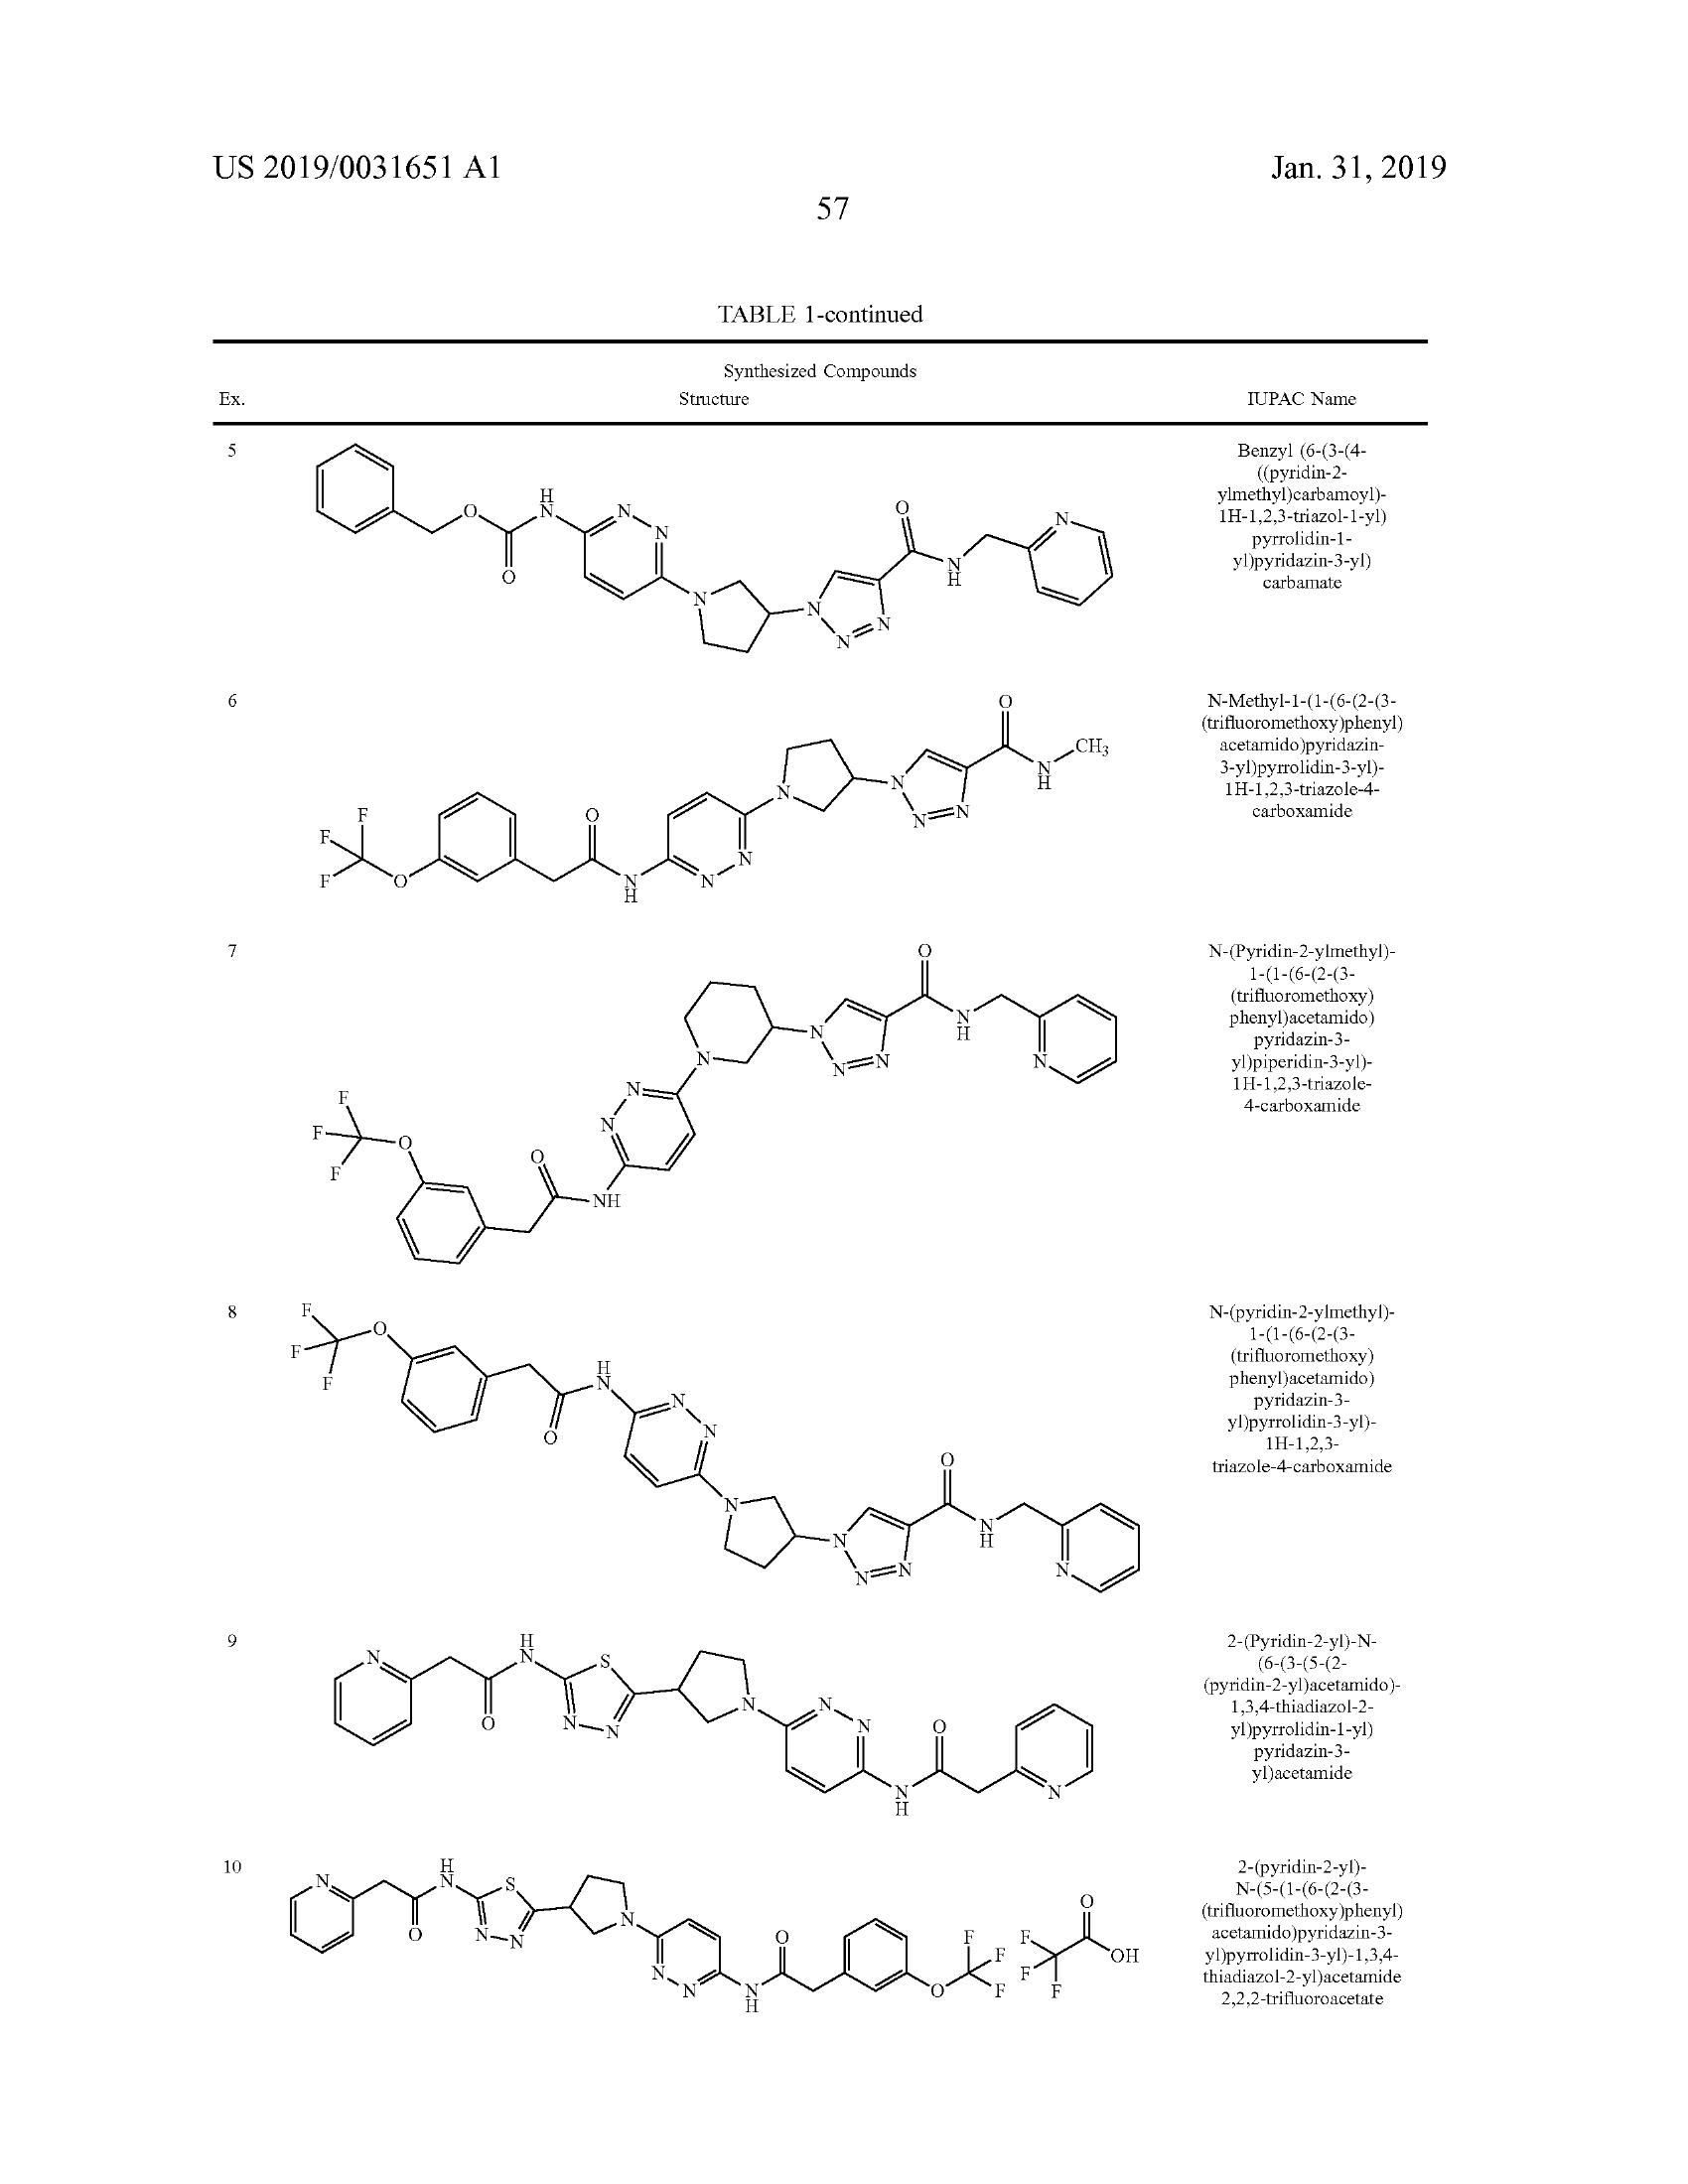 US 2019/0031651 A1
Jan. 31, 2019
57
TABLE 1-continued
Synthesized Compounds
Ex.
Structure
IUPAC Name
5
H
N
N
N
O
O
N
N
N
N
O
N
H
N
Benzyl (6-(3-(4-
((pyridin-2-
ylmethyl)carbamoyl)-
1H-1,2,3-triazol-1-yl)
pyrrolidin-1-
yl)pyridazin-3-yl)
carbamate
6
F
F
F
O
O
N
H
N
N
N
N
N
N
O
N
H
CH3
N-Methyl-1-(1-(6-(2-(3-
(trifluoromethoxy)phenyl)
acetamido)pyridazin-
3-yl)pyrrolidin-3-yl)-
1H-1,2,3-triazole-4-
carboxamide
7
F
F
F
O
O
NH
N
N
N
N
N
N
O
N
H
N
N-(Pyridin-2-ylmethyl)-
1-(1-(6-(2-(3-
(trifluoromethoxy)
phenyl)acetamido)
pyridazin-3-
yl)piperidin-3-yl)-
1H-1,2,3-triazole-
4-carboxamide
8
F
F
F
O
O
H
N
N
N
N
N
N
N
O
N
H
N
N-(pyridin-2-ylmethyl)-
1-(1-(6-(2-(3-
(trifluoromethoxy)
phenyl)acetamido)
pyridazin-3-
yl)pyrrolidin-3-yl)-
1H-1,2,3-
triazole-4-carboxamide
9
N
O
H
N
S
N
N
N
N
N
N
H
O
N
2-(Pyridin-2-yl)-N-
(6-(3-(5-(2-
(pyridin-2-yl)acetamido)-
1,3,4-thiadiazol-2-
yl)pyrrolidin-1-yl)
pyridazin-3-
yl)acetamide
10
N
O
H
N
S
N
N
N
N
N
N
H
O
O
F
F
F
F
F
F
O
OH
2-(pyridin-2-yl)-
N-(5-(1-(6-(2-(3-
(trifluoromethoxy)phenyl)
acetamido)pyridazin-3-
yl)pyrrolidin-3-yl)-1,3,4-
thiadiazol-2-yl)acetamide
2,2,2-trifluoroacetate